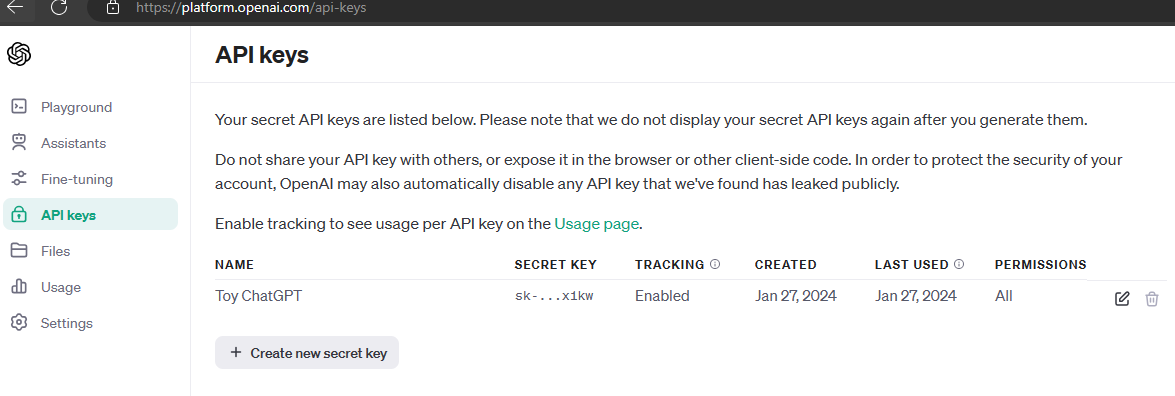 https://platform.openai.com/api-keys
API keys
Playground
Assistants
Fine-tuning
API keys
Files
Usage
Settings
Your secret API keys are listed below. Please note that we do not display your secret API keys again after you generate them.
Do not share your API key with others, or expose it in the browser or other client-side code. In order to protect the security of your
account, OpenAI may also automatically disable any API key that we've found has leaked publicly.
Enable tracking to see usage per API key on the Usage page.
NAME SECRET KEY TRACKING CREATED LAST USED PERMISSIONS
Toy ChatGPT sk-...x1kw Enabled Jan 27, 2024 Jan 27, 2024 All
+ Create new secret key